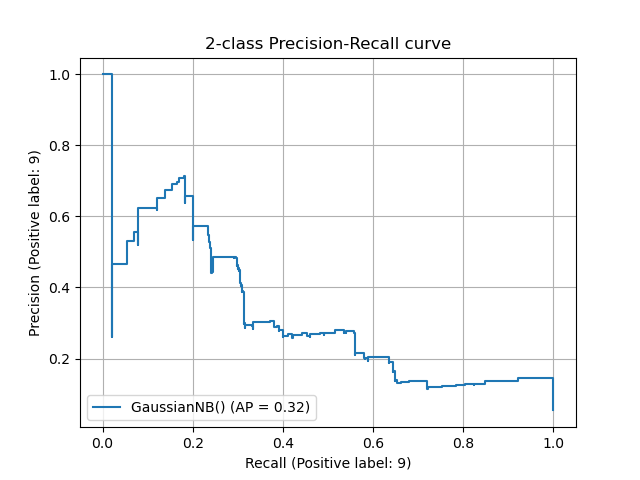 2-class Precision-Recall curve
Precision (Positive label: 9)
1.0
0.8
0.6
0.4
0.2
GaussianNB() (AP = 0.32)
0.0 0.2 0.4 0.6 0.8 1.0
Recall (Positive label: 9)